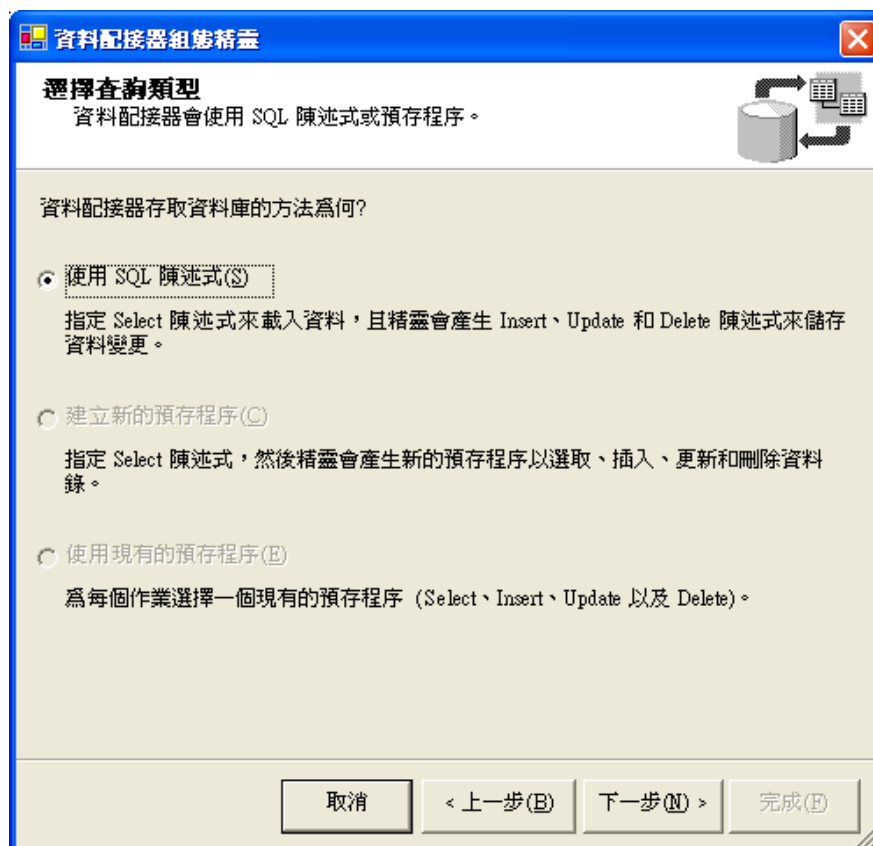 資料配接器組態精靈
選擇查詢類型
資料配接器會使用 SQL 陳述式或預存程序。
資料配接器存取資料庫的方法為何?
使用 SQL 陳述式(S)
指定 Select 陳述式來載入資料，且精靈會產生 Insert、Update 和 Delete 陳述式來儲存
資料變更。
建立新的預存程序(C)
指定 Select 陳述式，然後精靈會產生新的預存程序以選取、插入、更新和刪除資料
錄。
使用現有的預存程序(E)
為每個作業選擇一個現有的預存程序 (Select、Insert、Update 以及 Delete)。
取消
< 上一步(B)
下一步(N) >
完成(F)